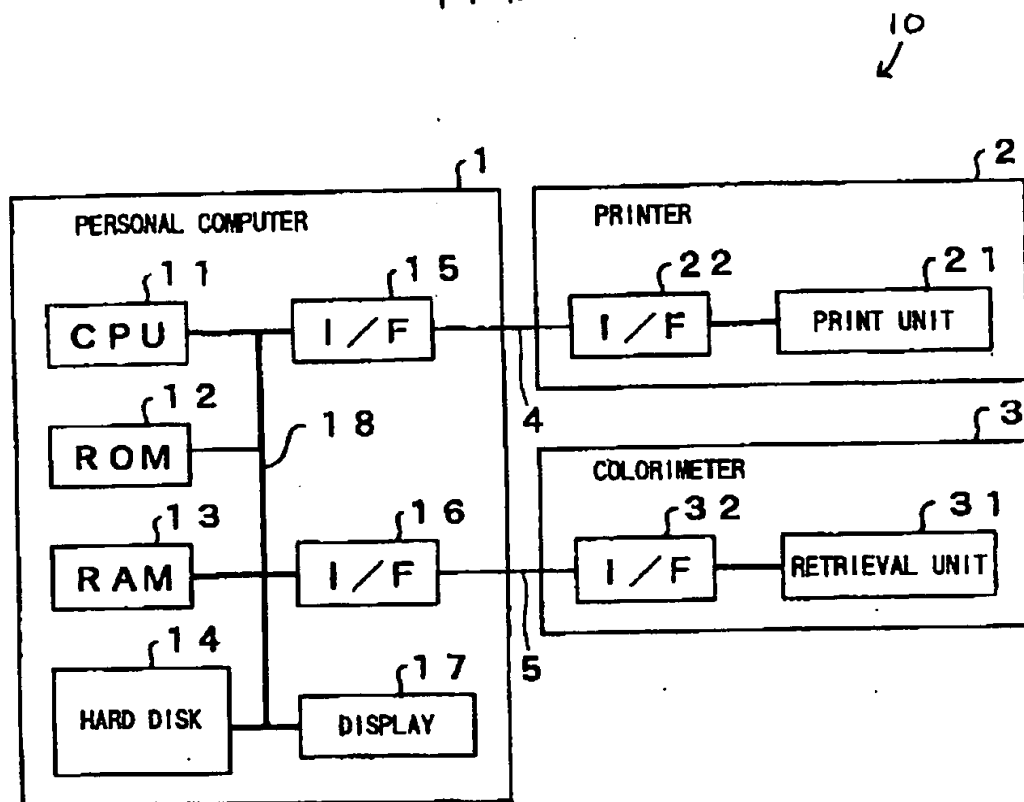 10
1
PERSONAL COMPUTER
11
CPU
12
ROM
13
RAM
14
HARD DISK
15
I/F
18
16
I/F
17
DISPLAY
4
5
2
PRINTER
22
I/F
21
PRINT UNIT
3
COLORIMETER
32
I/F
31
RETRIEVAL UNIT